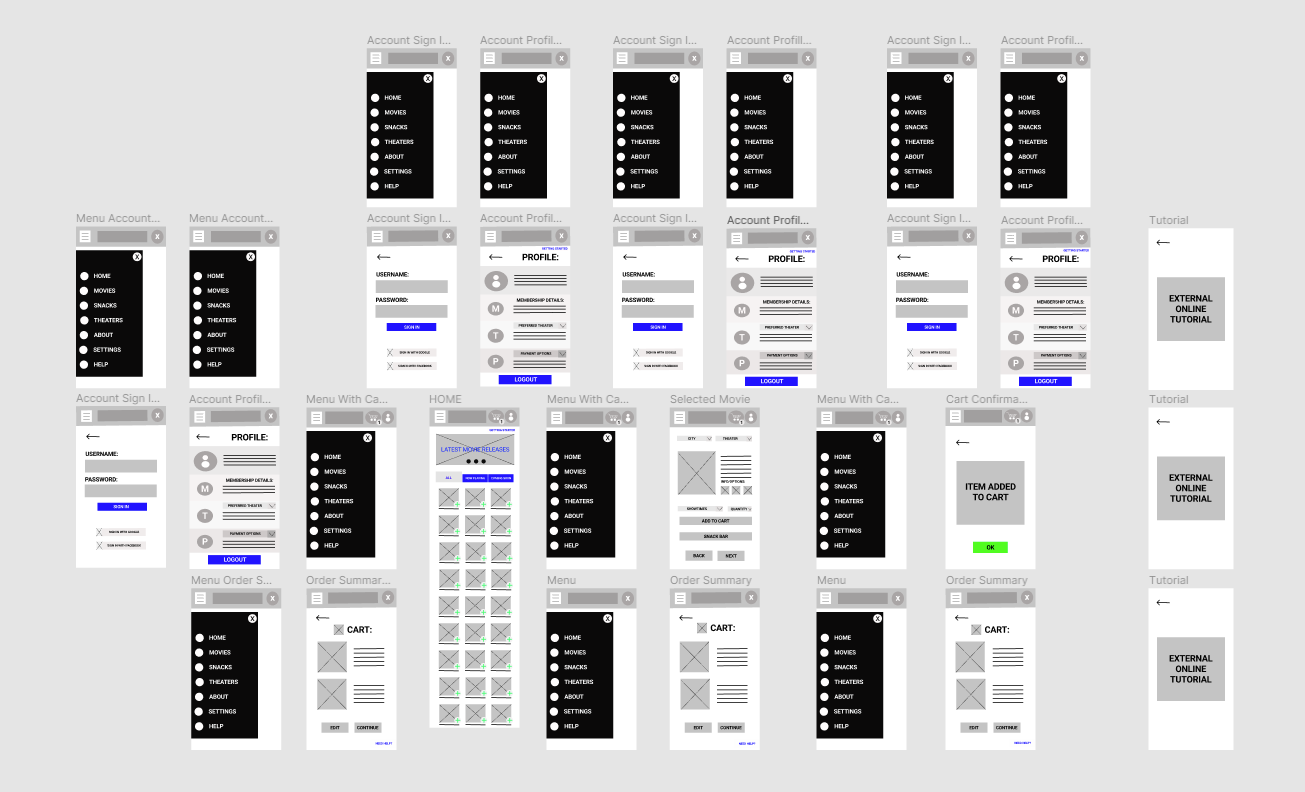 Account Sign I...
X
X
HOME
MOVIES
SNACKS
THEATERS
ABOUT
SETTINGS
HELP
Account Profil...
X
X
HOME
MOVIES
SNACKS
THEATERS
ABOUT
SETTINGS
HELP
Account Sign I...
X
X
HOME
MOVIES
SNACKS
THEATERS
ABOUT
SETTINGS
HELP
Account Profill...
X
X
HOME
MOVIES
SNACKS
THEATERS
ABOUT
SETTINGS
HELP
Account Sign I...
X
X
HOME
MOVIES
SNACKS
THEATERS
ABOUT
SETTINGS
HELP
Account Profil...
X
X
HOME
MOVIES
SNACKS
THEATERS
ABOUT
SETTINGS
HELP
Menu Account...
X
X
HOME
MOVIES
SNACKS
THEATERS
ABOUT
SETTINGS
HELP
Menu Account...
X
X
HOME
MOVIES
SNACKS
THEATERS
ABOUT
SETTINGS
HELP
Account Sign I...
X
USERNAME:
PASSWORD:
SIGN IN
SIGN IN WITH GOOGLE
SIGN IN WITH FACEBOOK
Account Profil...
X
GETTING STARTED
PROFILE:
MEMBERSHIP DETAILS:
M
PREFERRED THEATER
T
PAYMENT OPTIONS
P
LOGOUT
Account Sign I...
X
USERNAME:
PASSWORD:
SIGN IN
SIGN IN WITH GOOGLE
SIGN IN WITH FACEBOOK
Account Profil...
X
GETTING STARTED
PROFILE:
MEMBERSHIP DETAILS:
M
PREFERRED THEATER
T
PAYMENT OPTIONS
P
LOGOUT
Account Sign I...
X
USERNAME:
PASSWORD:
SIGN IN
SIGN IN WITH GOOGLE
SIGN IN WITH FACEBOOK
Account Profil...
X
GETTING STARTED
PROFILE:
MEMBERSHIP DETAILS:
M
PREFERRED THEATER
T
PAYMENT OPTIONS
P
LOGOUT
Tutorial
EXTERNAL
ONLINE
TUTORIAL
Account Sign I...
X
USERNAME:
PASSWORD:
SIGN IN
SIGN IN WITH GOOGLE
SIGN IN WITH FACEBOOK
Account Profil...
X
PROFILE:
MEMBERSHIP DETAILS:
M
PREFERRED THEATER
T
PAYMENT OPTIONS
P
LOGOUT
Menu With Ca...
1
X
HOME
MOVIES
SNACKS
THEATERS
ABOUT
SETTINGS
HELP
HOME
1
GETTING STARTED
LATEST MOVIE RELEASES
ALL NOW PLAYING COMING SOON
Menu With Ca...
1
X
HOME
MOVIES
SNACKS
THEATERS
ABOUT
SETTINGS
HELP
Selected Movie
1
CITY THEATER
INFO/OPTIONS
SHOWTIMES QUANTITY
ADD TO CART
SNACK BAR
BACK NEXT
Menu With Ca...
1
X
HOME
MOVIES
SNACKS
THEATERS
ABOUT
SETTINGS
HELP
Cart Confirma...
1
ITEM ADDED
TO CART
OK
Tutorial
EXTERNAL
ONLINE
TUTORIAL
Menu Order S...
X
X
HOME
MOVIES
SNACKS
THEATERS
ABOUT
SETTINGS
HELP
Order Summar...
X
CART:
EDIT CONTINUE
NEED HELP?
Menu
X
X
HOME
MOVIES
SNACKS
THEATERS
ABOUT
SETTINGS
HELP
Order Summary
X
CART:
EDIT CONTINUE
NEED HELP?
Menu
X
X
HOME
MOVIES
SNACKS
THEATERS
ABOUT
SETTINGS
HELP
Order Summary
X
CART:
EDIT CONTINUE
NEED HELP?
Tutorial
EXTERNAL
ONLINE
TUTORIAL